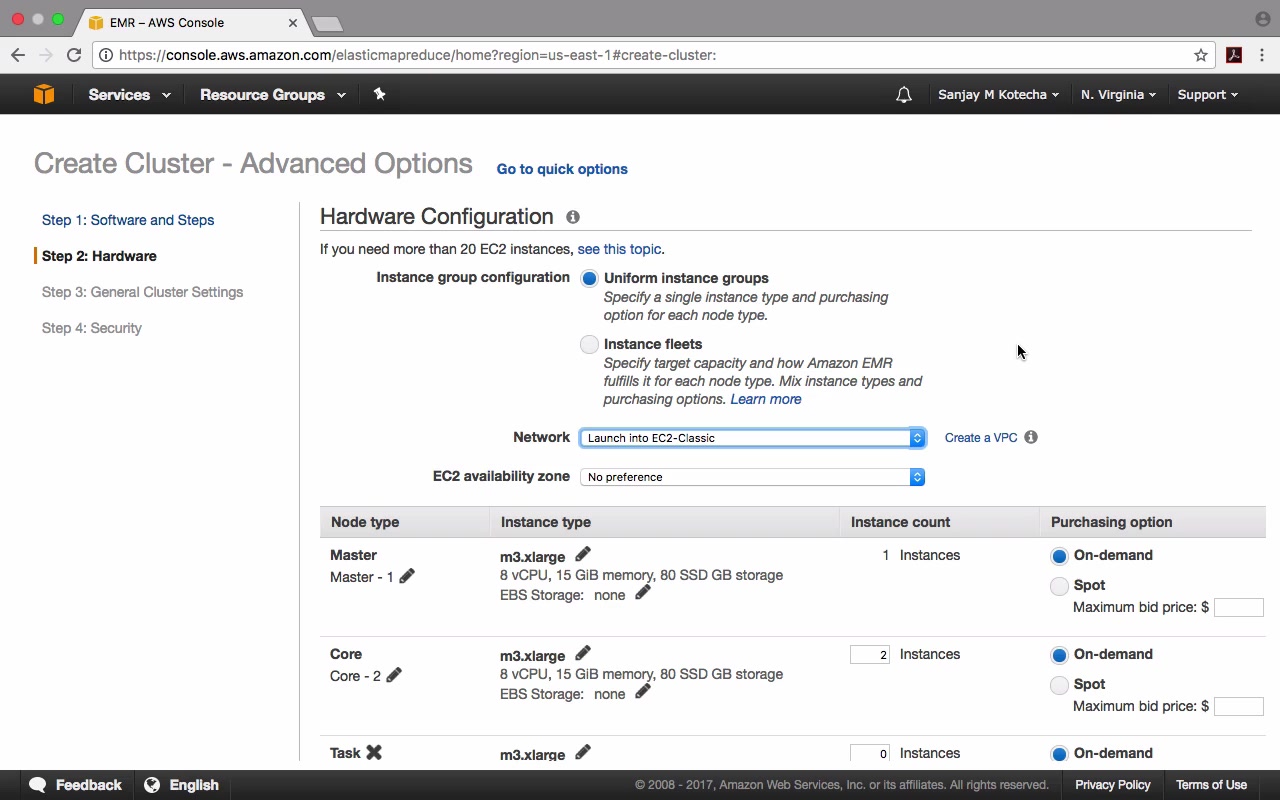 EMR – AWS Console
https://console.aws.amazon.com/elasticmapreduce/home?region=us-east-1#create-cluster:
Services Resource Groups Sanjay M Kotecha N. Virginia Support
Create Cluster - Advanced Options Go to quick options
Step 1: Software and Steps
Step 2: Hardware
Step 3: General Cluster Settings
Step 4: Security
Hardware Configuration
If you need more than 20 EC2 instances, see this topic.
Instance group configuration Uniform instance groups
Specify a single instance type and purchasing
option for each node type.
Instance fleets
Specify target capacity and how Amazon EMR
fulfills it for each node type. Mix instance types and
purchasing options. Learn more
Network Launch into EC2-Classic Create a VPC
EC2 availability zone No preference
Node type Instance type Instance count Purchasing option
Master m3.xlarge 1 Instances On-demand
Master - 1 8 vCPU, 15 GiB memory, 80 SSD GB storage Spot
EBS Storage: none Maximum bid price: $
Core m3.xlarge 2 Instances On-demand
Core - 2 8 vCPU, 15 GiB memory, 80 SSD GB storage Spot
EBS Storage: none Maximum bid price: $
Task m3.xlarge 0 Instances On-demand
Feedback English © 2008 - 2017, Amazon Web Services, Inc. or its affiliates. All rights reserved. Privacy Policy Terms of Use